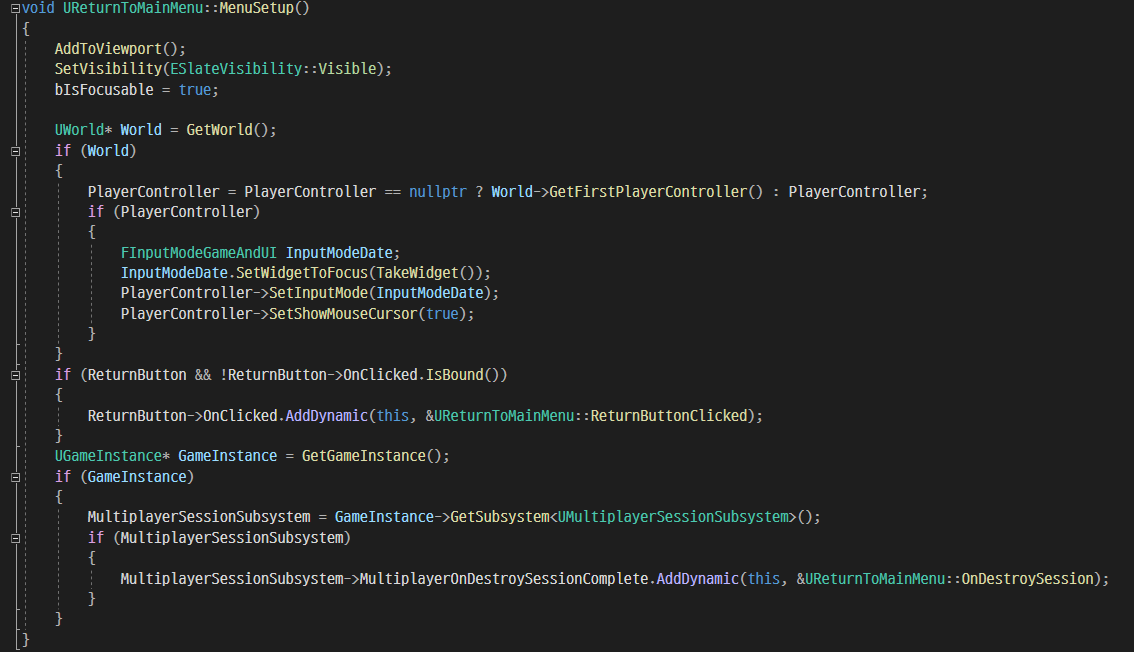 void UReturnToMainMenu::MenuSetup()
{
    AddToViewport();
    SetVisibility(ESlateVisibility::Visible);
    bIsFocusable = true;

    UWorld* World = GetWorld();
    if (World)
    {
        PlayerController = PlayerController == nullptr ? World->GetFirstPlayerController() : PlayerController;
        if (PlayerController)
        {
            FInputModeGameAndUI InputModeDate;
            InputModeDate.SetWidgetToFocus(TakeWidget());
            PlayerController->SetInputMode(InputModeDate);
            PlayerController->SetShowMouseCursor(true);
        }
    }
    if (ReturnButton && !ReturnButton->OnClicked.IsBound())
    {
        ReturnButton->OnClicked.AddDynamic(this, &UReturnToMainMenu::ReturnButtonClicked);
    }
    UGameInstance* GameInstance = GetGameInstance();
    if (GameInstance)
    {
        MultiplayerSessionSubsystem = GameInstance->GetSubsystem<UMultiplayerSessionSubsystem>();
        if (MultiplayerSessionSubsystem)
        {
            MultiplayerSessionSubsystem->MultiplayerOnDestroySessionComplete.AddDynamic(this, &UReturnToMainMenu::OnDestroySession);
        }
    }
}